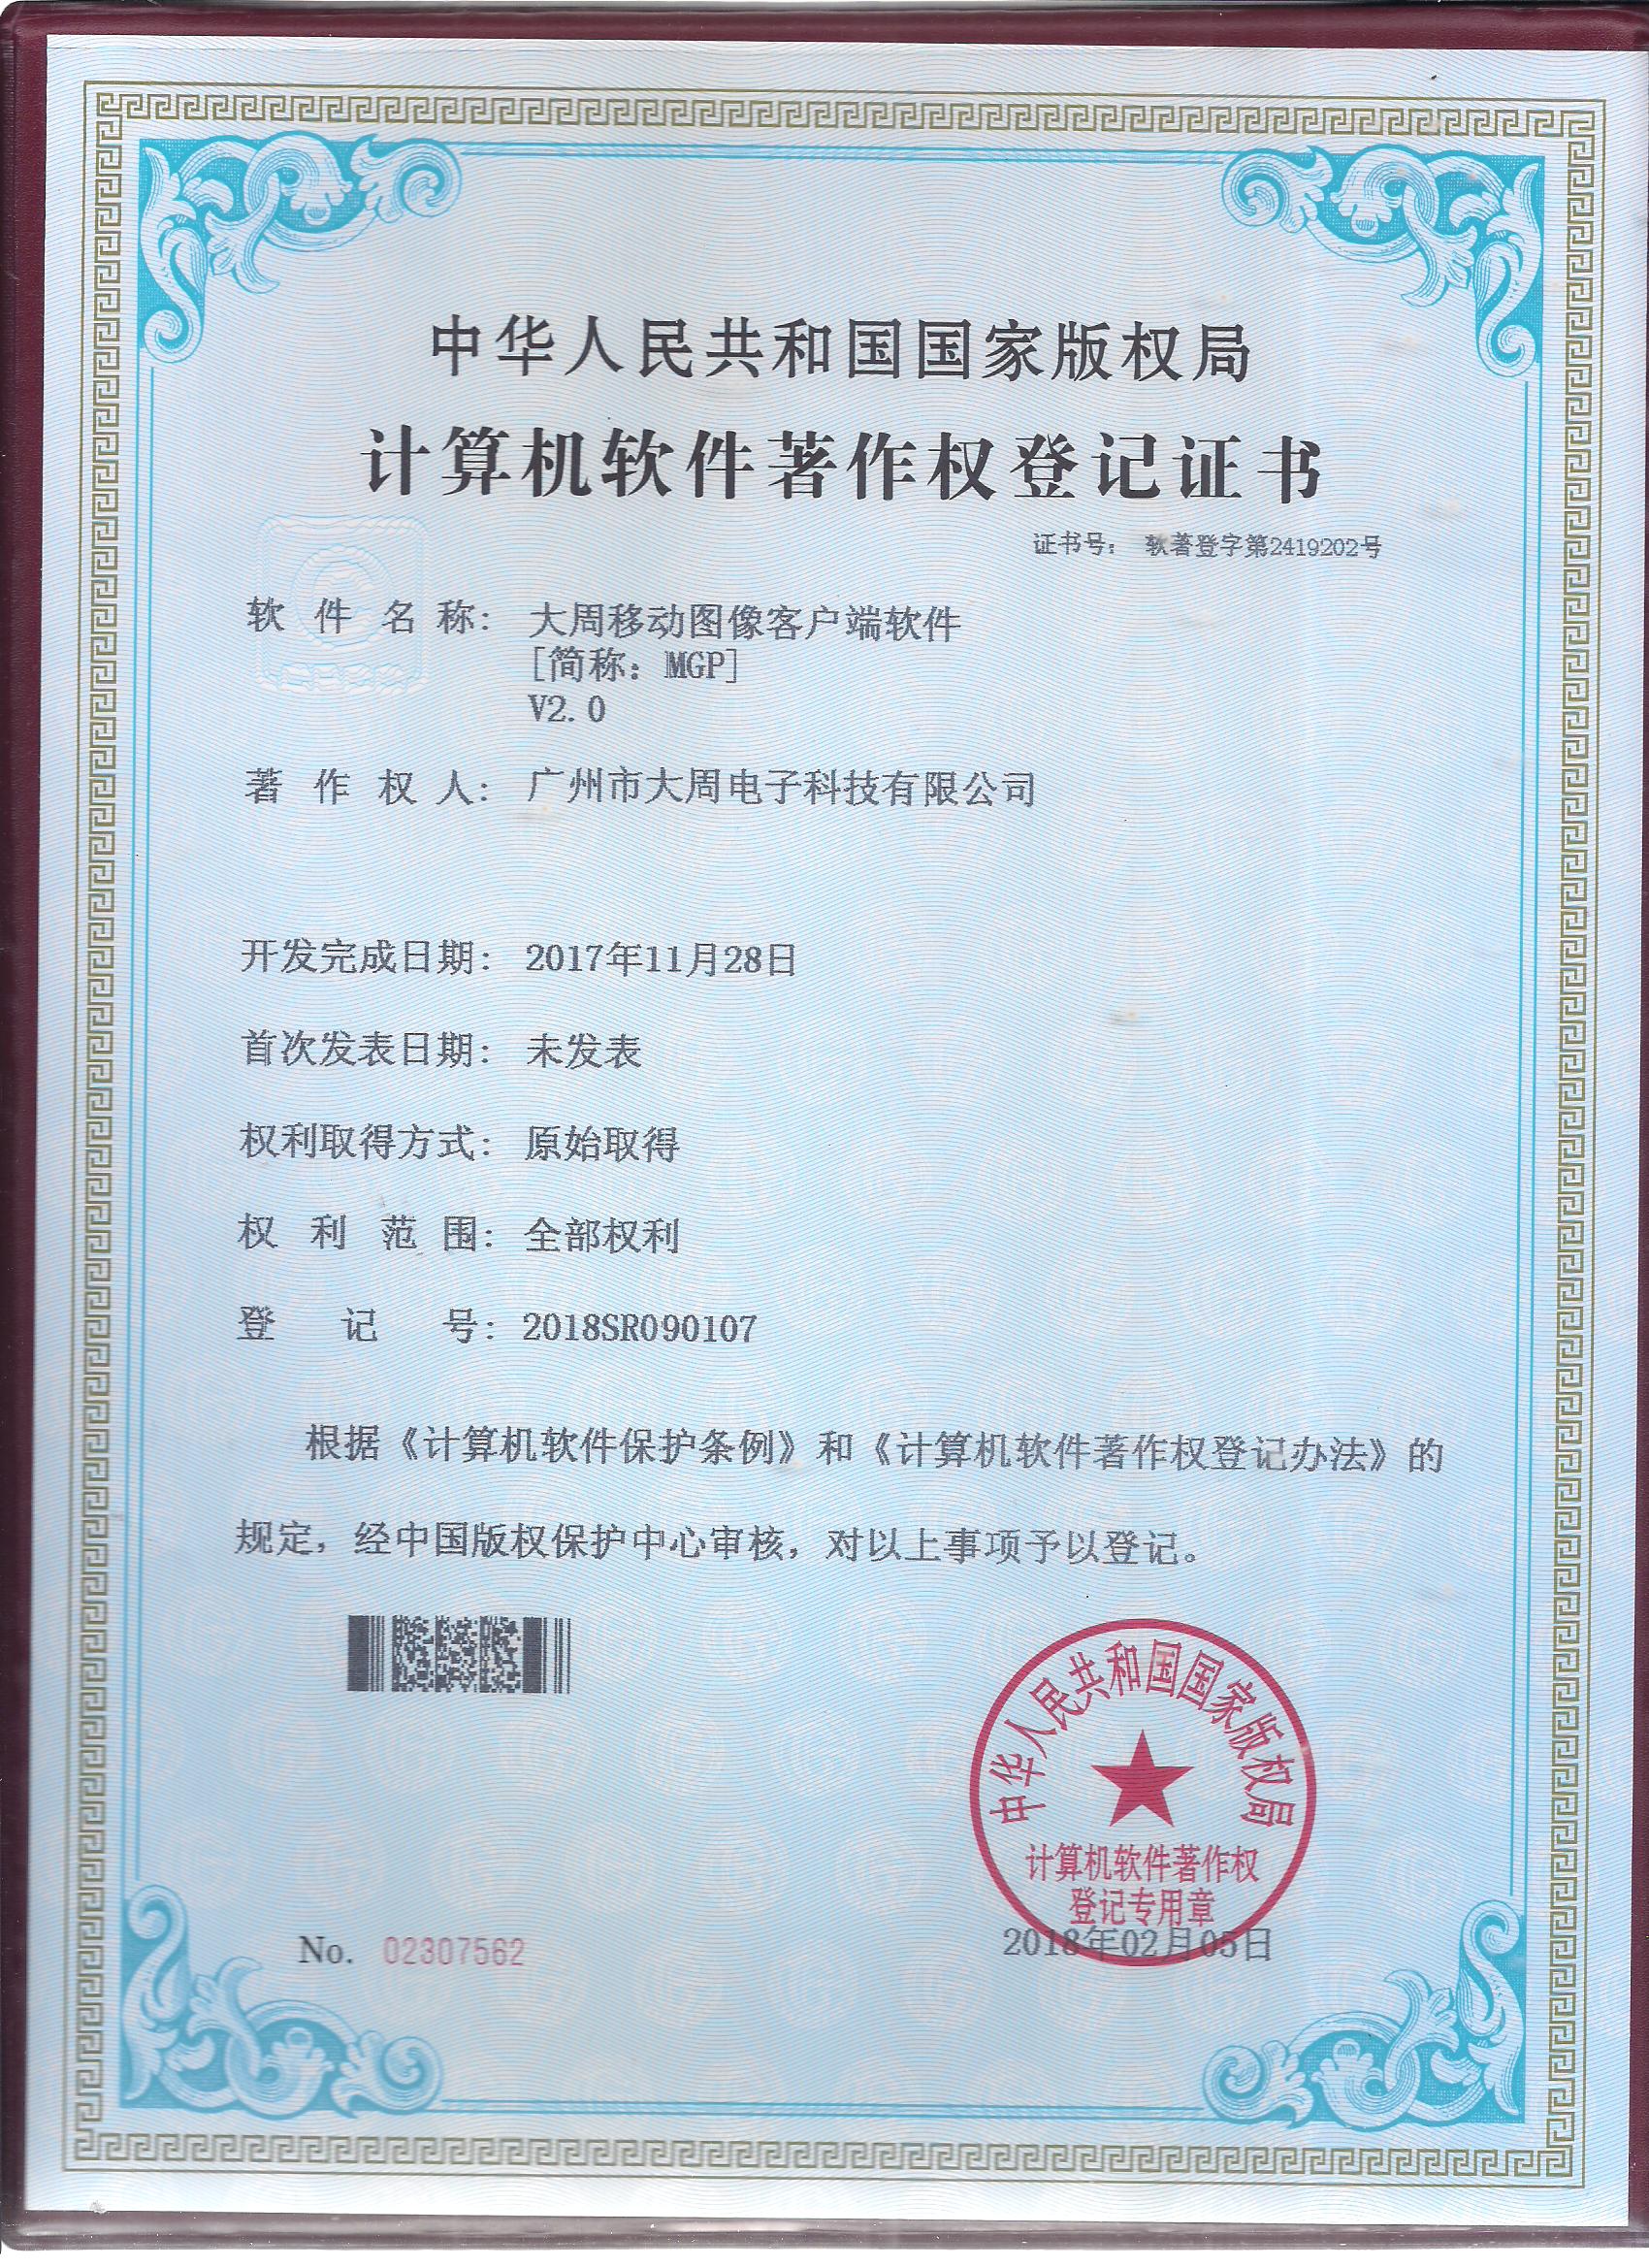 中华人民共和国国家版权局
计算机软件著作权登记证书
证书号： 软著登字第2419202号
软件名称： 大周移动图像客户端软件
[简称：MGP]
V2.0
著作权人： 广州市大周电子科技有限公司
开发完成日期： 2017年11月28日
首次发表日期： 未发表
权利取得方式： 原始取得
权利范围： 全部权利
登记号： 2018SR090107
根据《计算机软件保护条例》和《计算机软件著作权登记办法》的
规定，经中国版权保护中心审核，对以上事项予以登记。
中华人民共和国国家版权局
计算机软件著作权
登记专用章
No. 02307562
2018年02月05日